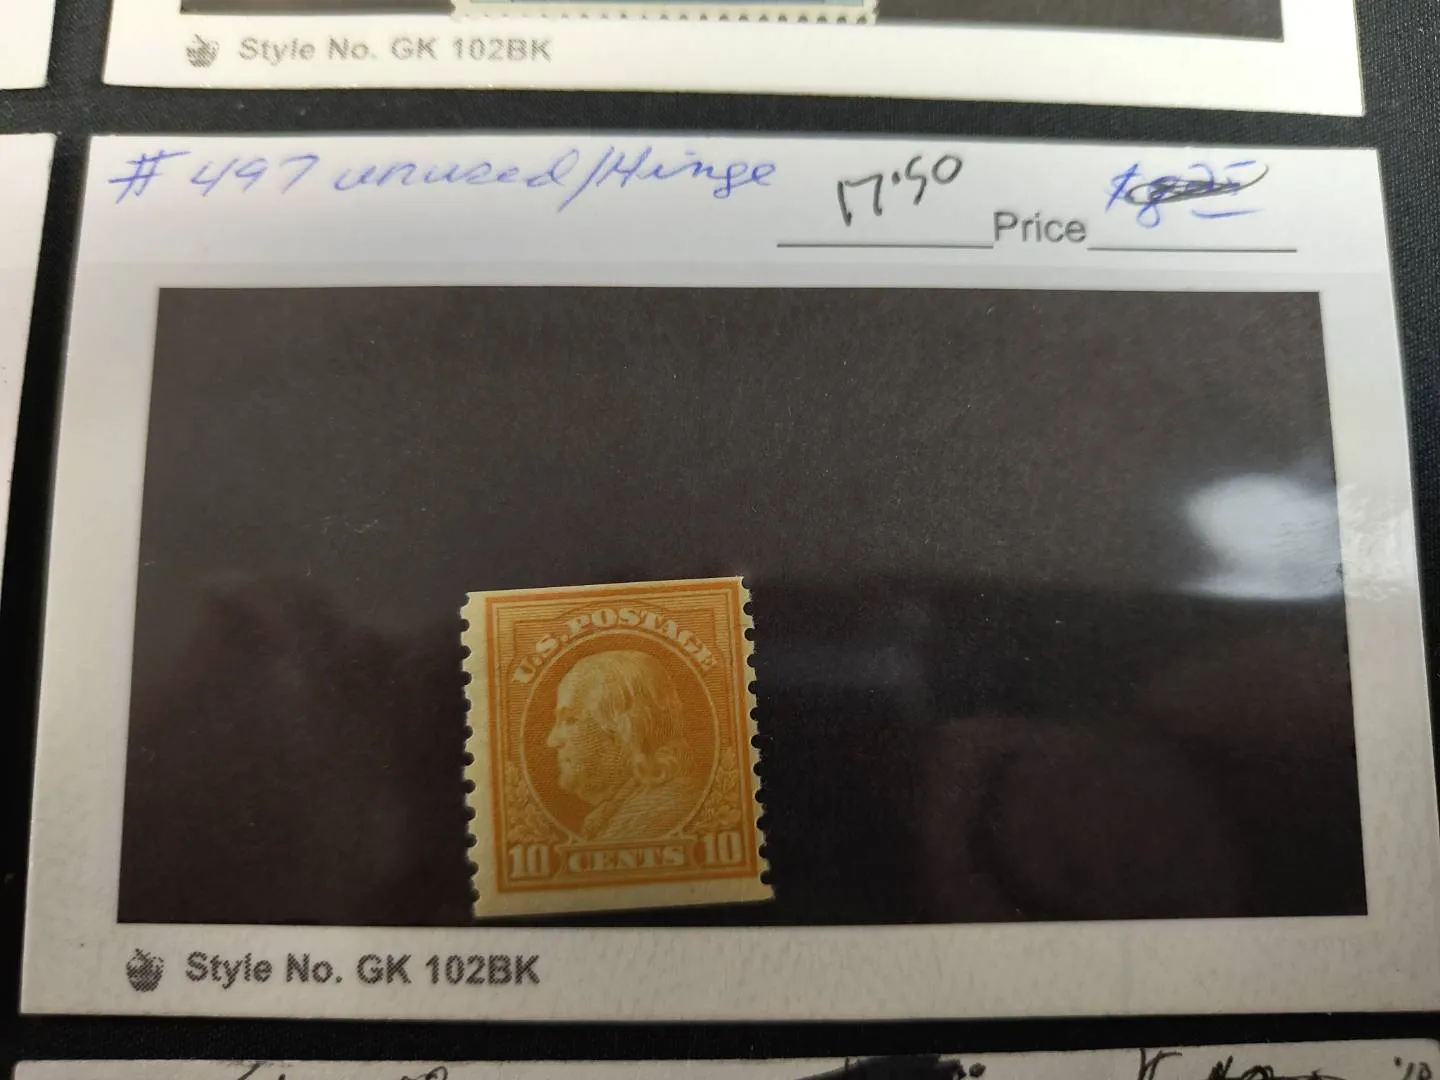 Style No. GK 102BK
# 497 unused/Hinge 17.50 Price
U.S. POSTAGE
10 CENTS 10
Style No. GK 102BK